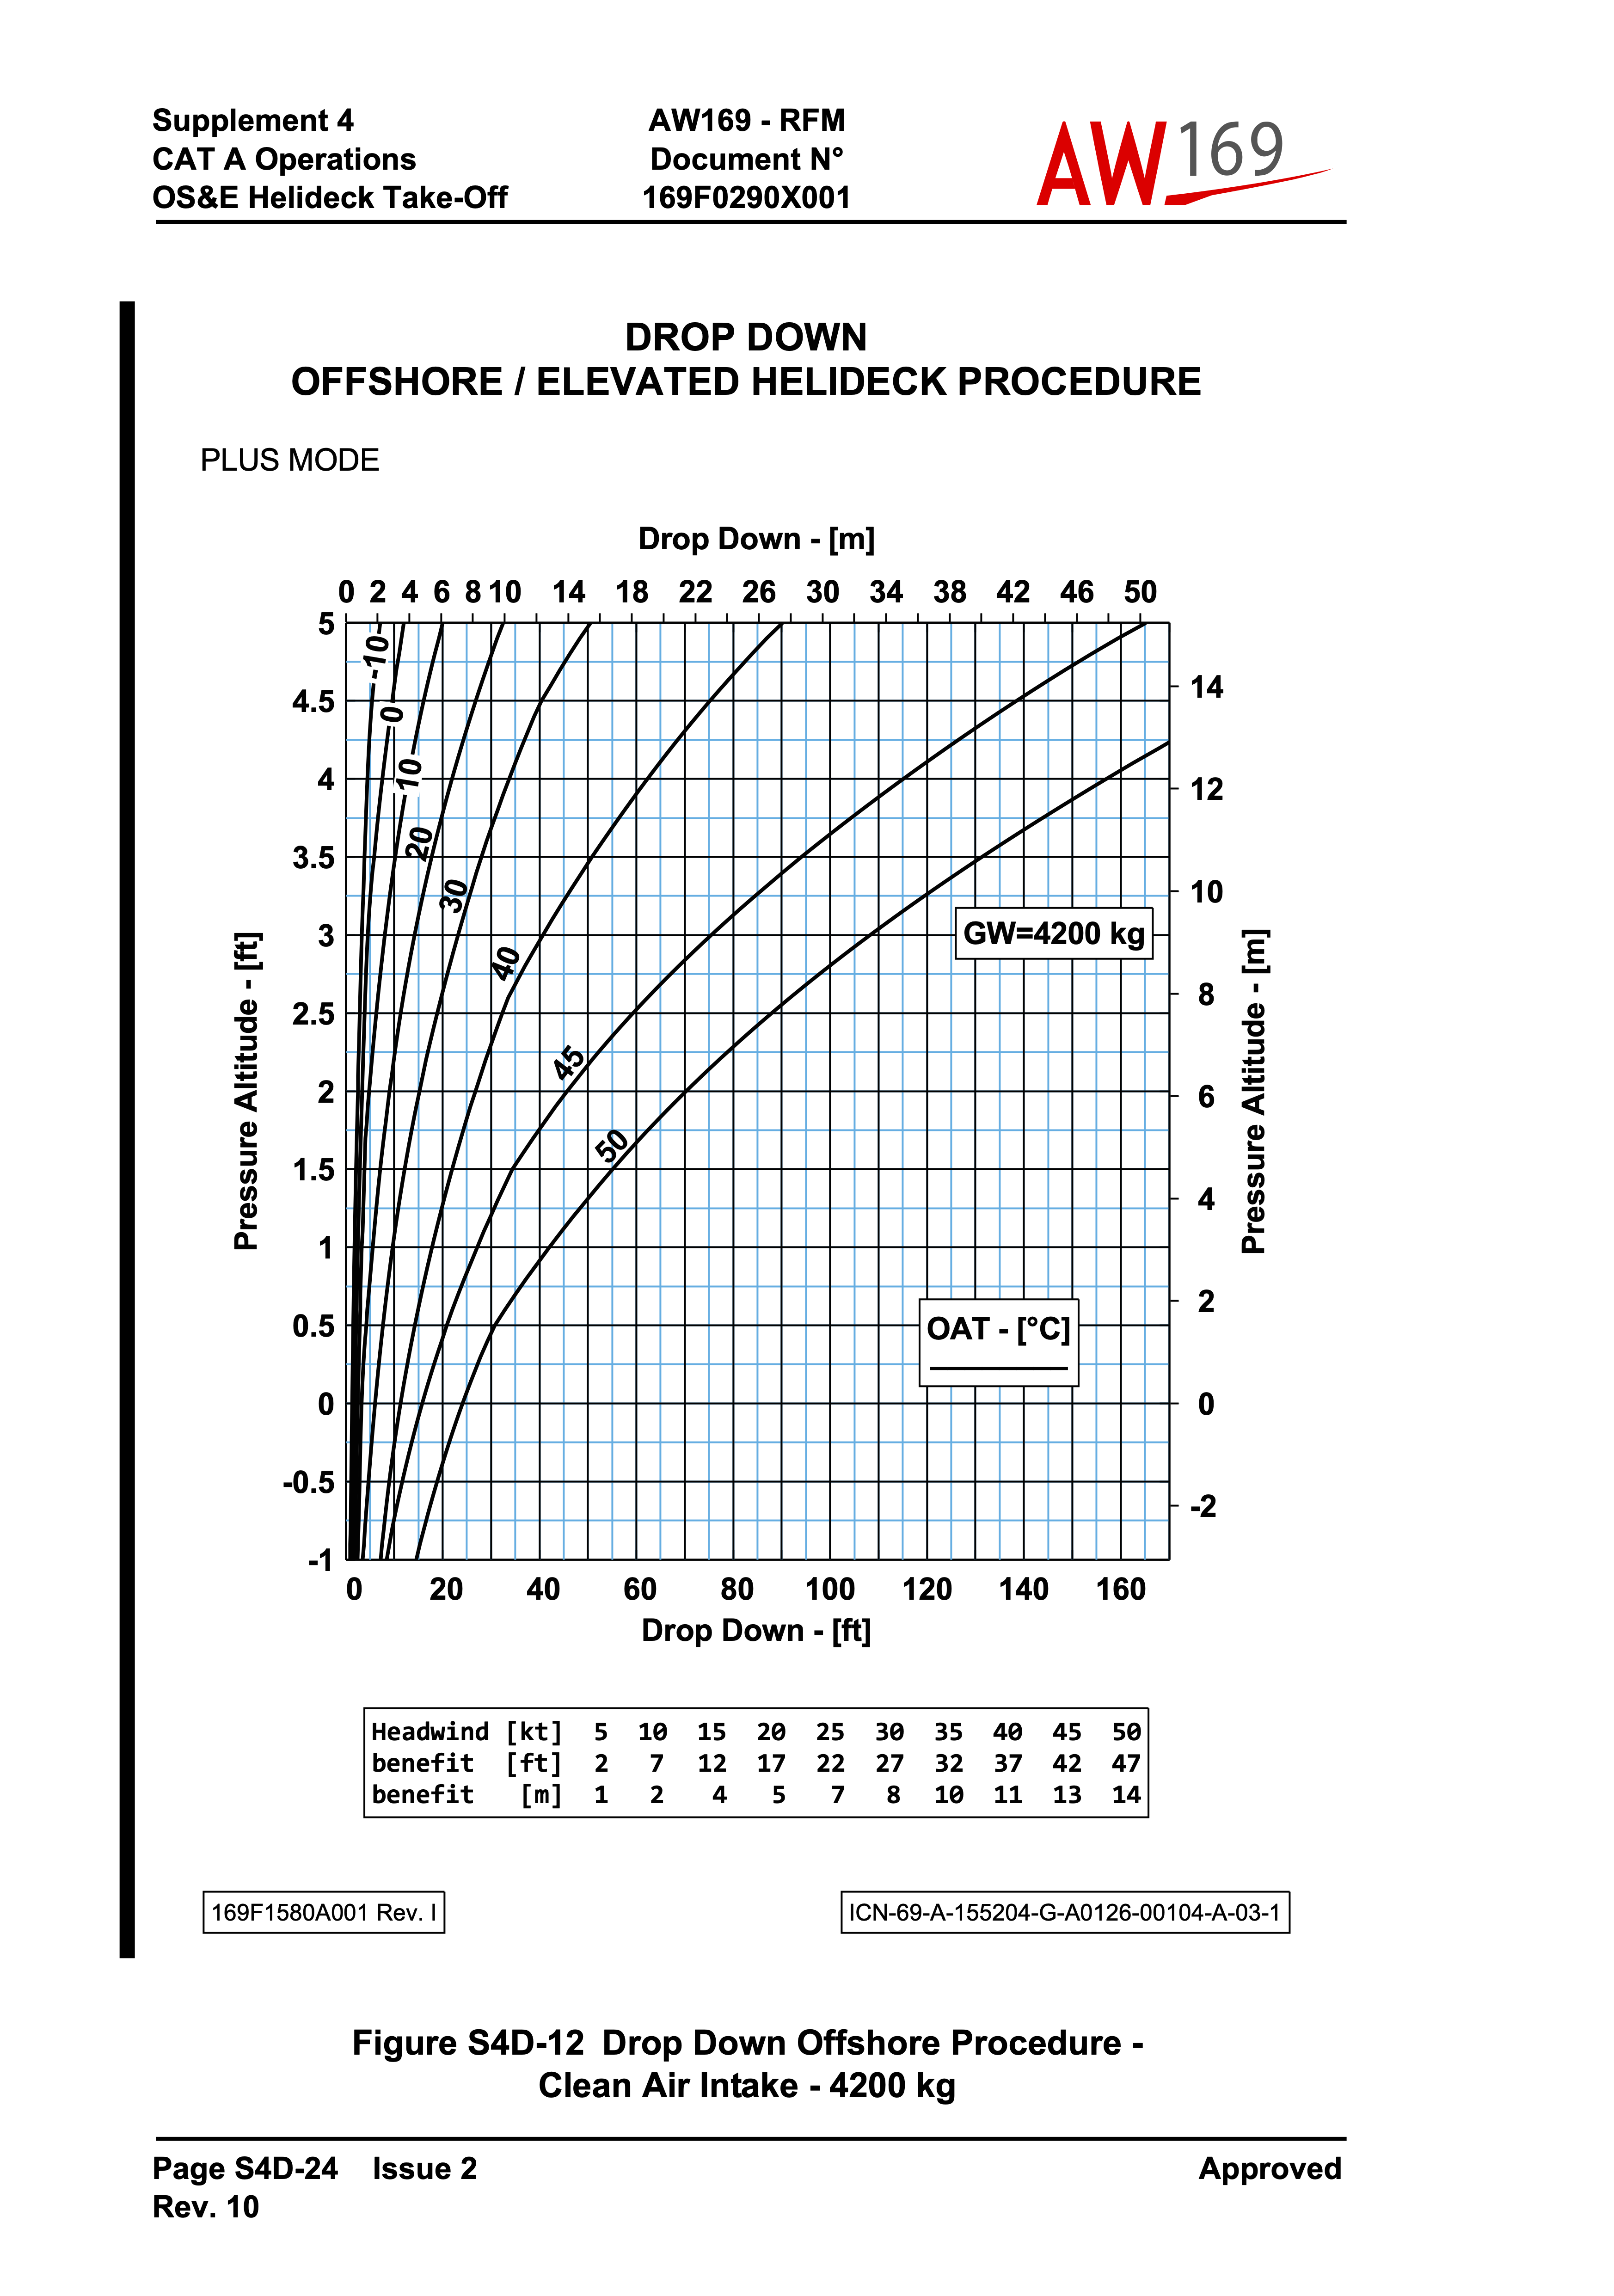 Supplement 4
CAT A Operations
OS&E Helideck Take-Off
AW169 - RFM
Document N°
169F0290X001
AW169
DROP DOWN
OFFSHORE / ELEVATED HELIDECK PROCEDURE
PLUS MODE
Drop Down - [m]
0 2 4 6 8 10 14 18 22 26 30 34 38 42 46 50
Pressure Altitude - [ft]
5
4.5
4
3.5
3
2.5
2
1.5
1
0.5
0
-0.5
-1
-10
0
10
20
30
40
45
50
GW=4200 kg
OAT - [°C]
14
12
10
8
6
4
2
0
-2
Pressure Altitude - [m]
0 20 40 60 80 100 120 140 160
Drop Down - [ft]
Headwind [kt] 5 10 15 20 25 30 35 40 45 50
benefit [ft] 2 7 12 17 22 27 32 37 42 47
benefit [m] 1 2 4 5 7 8 10 11 13 14
169F1580A001 Rev. I
ICN-69-A-155204-G-A0126-00104-A-03-1
Figure S4D-12 Drop Down Offshore Procedure -
Clean Air Intake - 4200 kg
Page S4D-24 Issue 2
Rev. 10
Approved